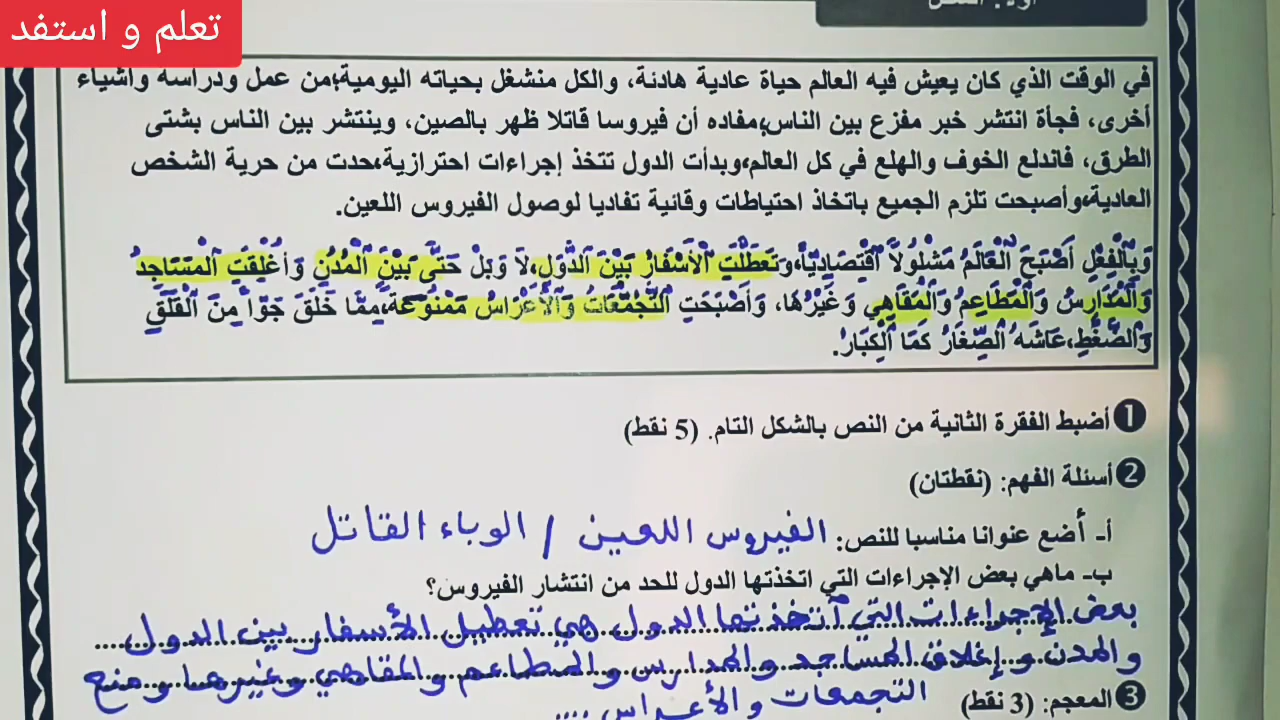 تعلم و استفد
في الوقت الذي كان يعيش فيه العالم حياة عادية هادئة، والكل منشغل بحياته اليومية؛من عمل ودراسة وأشياء
أخرى، فجأة انتشر خبر مفزع بين الناس؛مفاده أن فيروسا قاتلا ظهر بالصين، وينتشر بين الناس بشتى
الطرق، فاندلع الخوف والهلع في كل العالم،وبدأت الدول تتخذ إجراءات احترازية،حدت من حرية الشخص
العادية،وأصبحت تلزم الجميع باتخاذ احتياطات وقائية تفاديا لوصول الفيروس اللعين.
وَبِالْفِعْلِ أَصْبَحَ الْعَالَمُ مَشْلُولاً اقْتِصَادِيّاً،وَتَعَطَّلَتِ الْأَسْفَارُ بَيْنَ الدُّوَلِ،لَا وَبَلْ حَتَّى بَيْنَ الْمُدُنِ وَأُغْلِقَتِ الْمَسَاجِدُ
وَالْمَدَارِسُ وَالْمَطَاعِمُ وَالْمَقَاهِي وَغَيْرُهَا، وَأَصْبَحَتِ التَّجَمُّعَاتُ وَالْأَعْرَاسُ مَمْنُوعَةً،مِمَّا خَلَقَ جَوّاً مِنَ الْقَلَقِ
وَالضَّغْطِ،عَاشَهُ الصِّغَارُ كَمَا الْكِبَارُ.
❶أضبط الفقرة الثانية من النص بالشكل التام. (5 نقط)
❷أسئلة الفهم: (نقطتان)
أ- أضع عنوانا مناسبا للنص: الفيروس اللعين / الوباء القاتل
ب- ماهي بعض الإجراءات التي اتخذتها الدول للحد من انتشار الفيروس؟
بعض الإجراءات التي اتخذتها الدول هي تعطيل الأسفار بين الدول
والمدن و إغلاق المساجد والمدارس والمطاعم والمقاهي وغيرها و منع
التجمعات والأعراس ....
❸المعجم: (3 نقط)